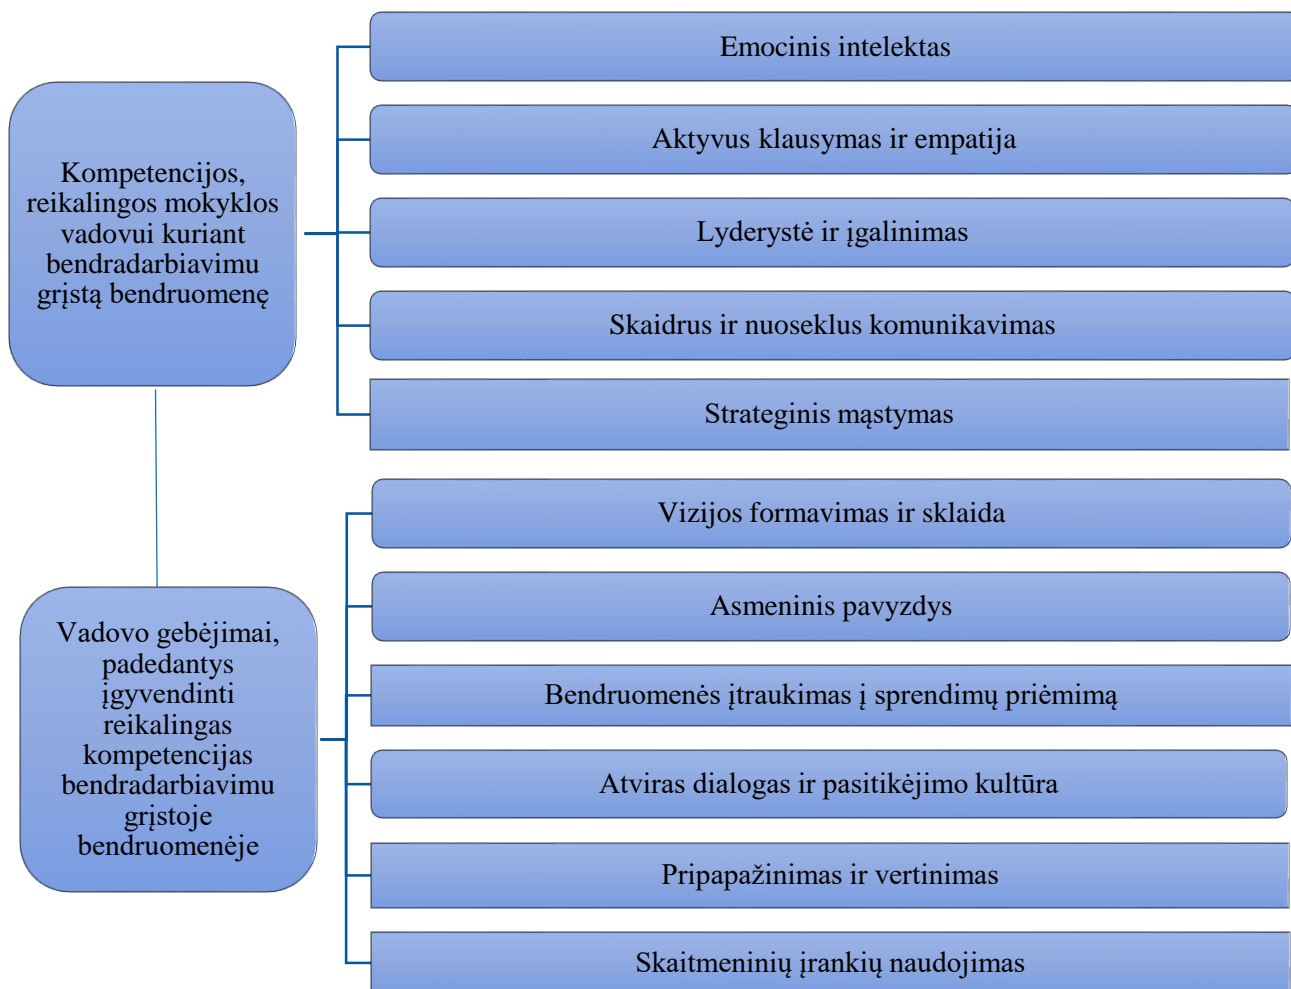 Kompetencijos,
reikalingos mokyklos
vadovui kuriant
bendradarbiavimu
grįstą bendruomenę
Emocinis intelektas
Aktyvus klausymas ir empatija
Lyderystė ir įgalinimas
Skaidrus ir nuoseklus komunikavimas
Strateginis mąstymas
Vadovo gebėjimai,
padedantys
įgyvendinti
reikalingas
kompetencijas
bendradarbiavimu
grįstoje
bendruomenėje
Vizijos formavimas ir sklaida
Asmeninis pavyzdys
Bendruomenės įtraukimas į sprendimų priėmimą
Atviras dialogas ir pasitikėjimo kultūra
Pripapažinimas ir vertinimas
Skaitmeninių įrankių naudojimas